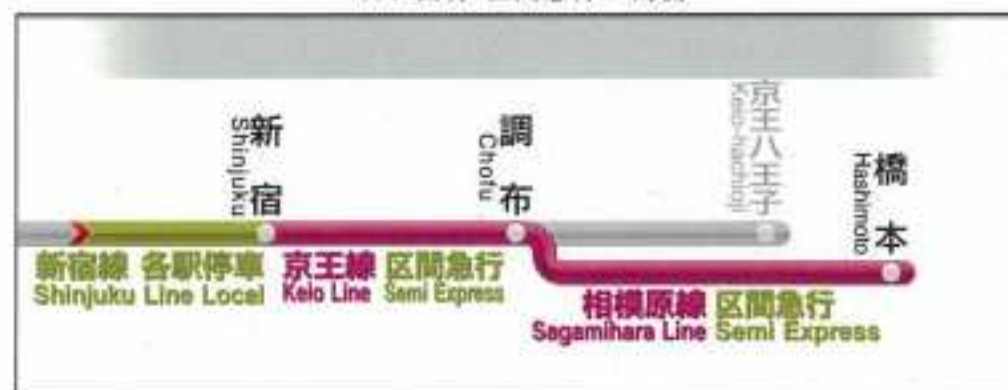 新宿
Shinjuku
調布
Chofu
京王八王子
Keio-hachioji
橋本
Hashimoto
新宿線 各駅停車
Shinjuku Line Local
京王線 区間急行
Keio Line Semi Express
相模原線 区間急行
Sagamihara Line Semi Express